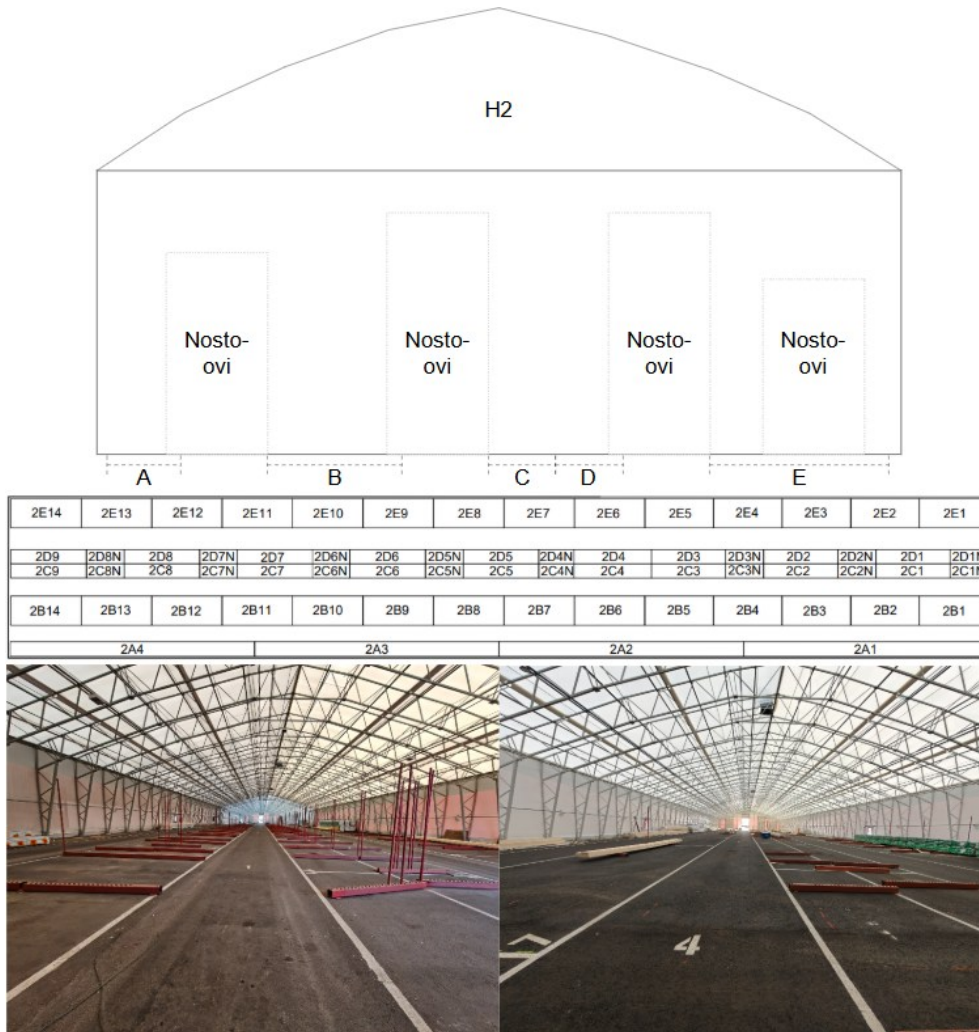 H2
Nosto-
ovi
Nosto-
ovi
Nosto-
ovi
Nosto-
ovi
A B C D E
2E14 2E13 2E12 2E11 2E10 2E9 2E8 2E7 2E6 2E5 2E4 2E3 2E2 2E1
2D9 2D8N 2D8 2D7N 2D7 2D6N 2D6 2D5N 2D5 2D4N 2D4 2D3 2D3N 2D2 2D2N 2D1 2D1N
2C9 2C8N 2C8 2C7N 2C7 2C6N 2C6 2C5N 2C5 2C4N 2C4 2C3 2C3N 2C2 2C2N 2C1
2B14 2B13 2B12 2B11 2B10 2B9 2B8 2B7 2B6 2B5 2B4 2B3 2B2 2B1
2A4 2A3 2A2 2A1
4